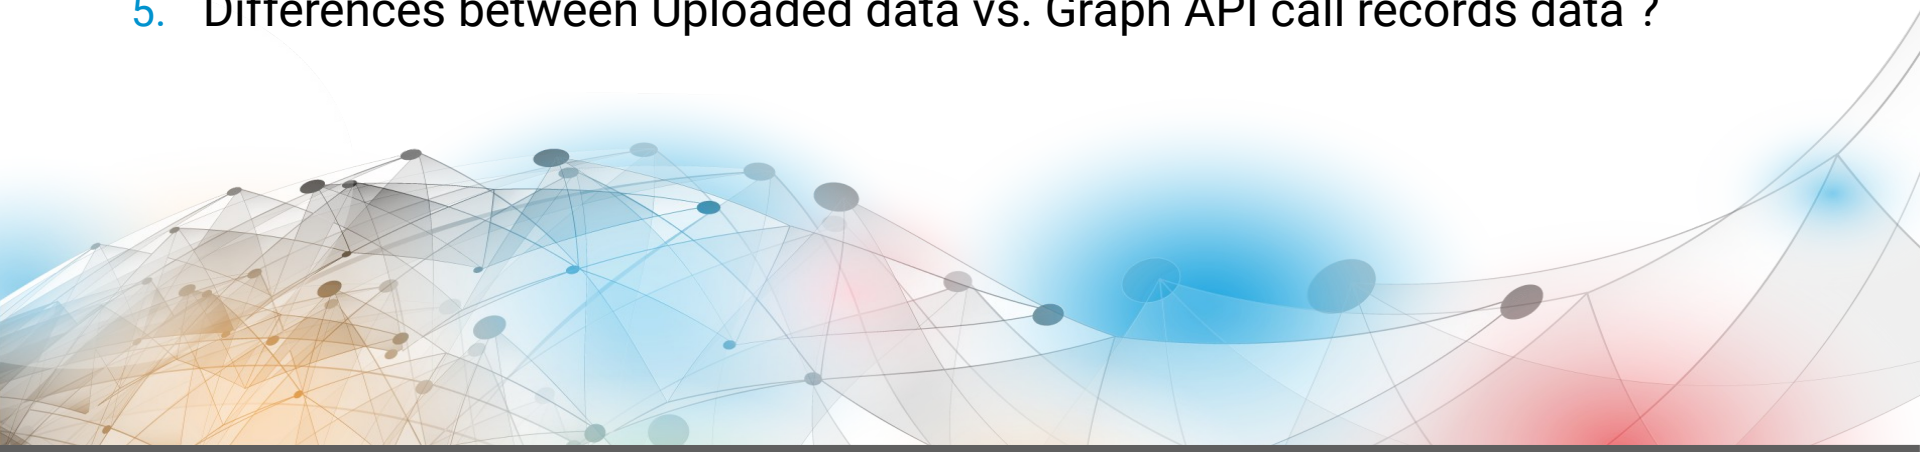 5. Differences between Uploaded data vs. Graph API call records data ?